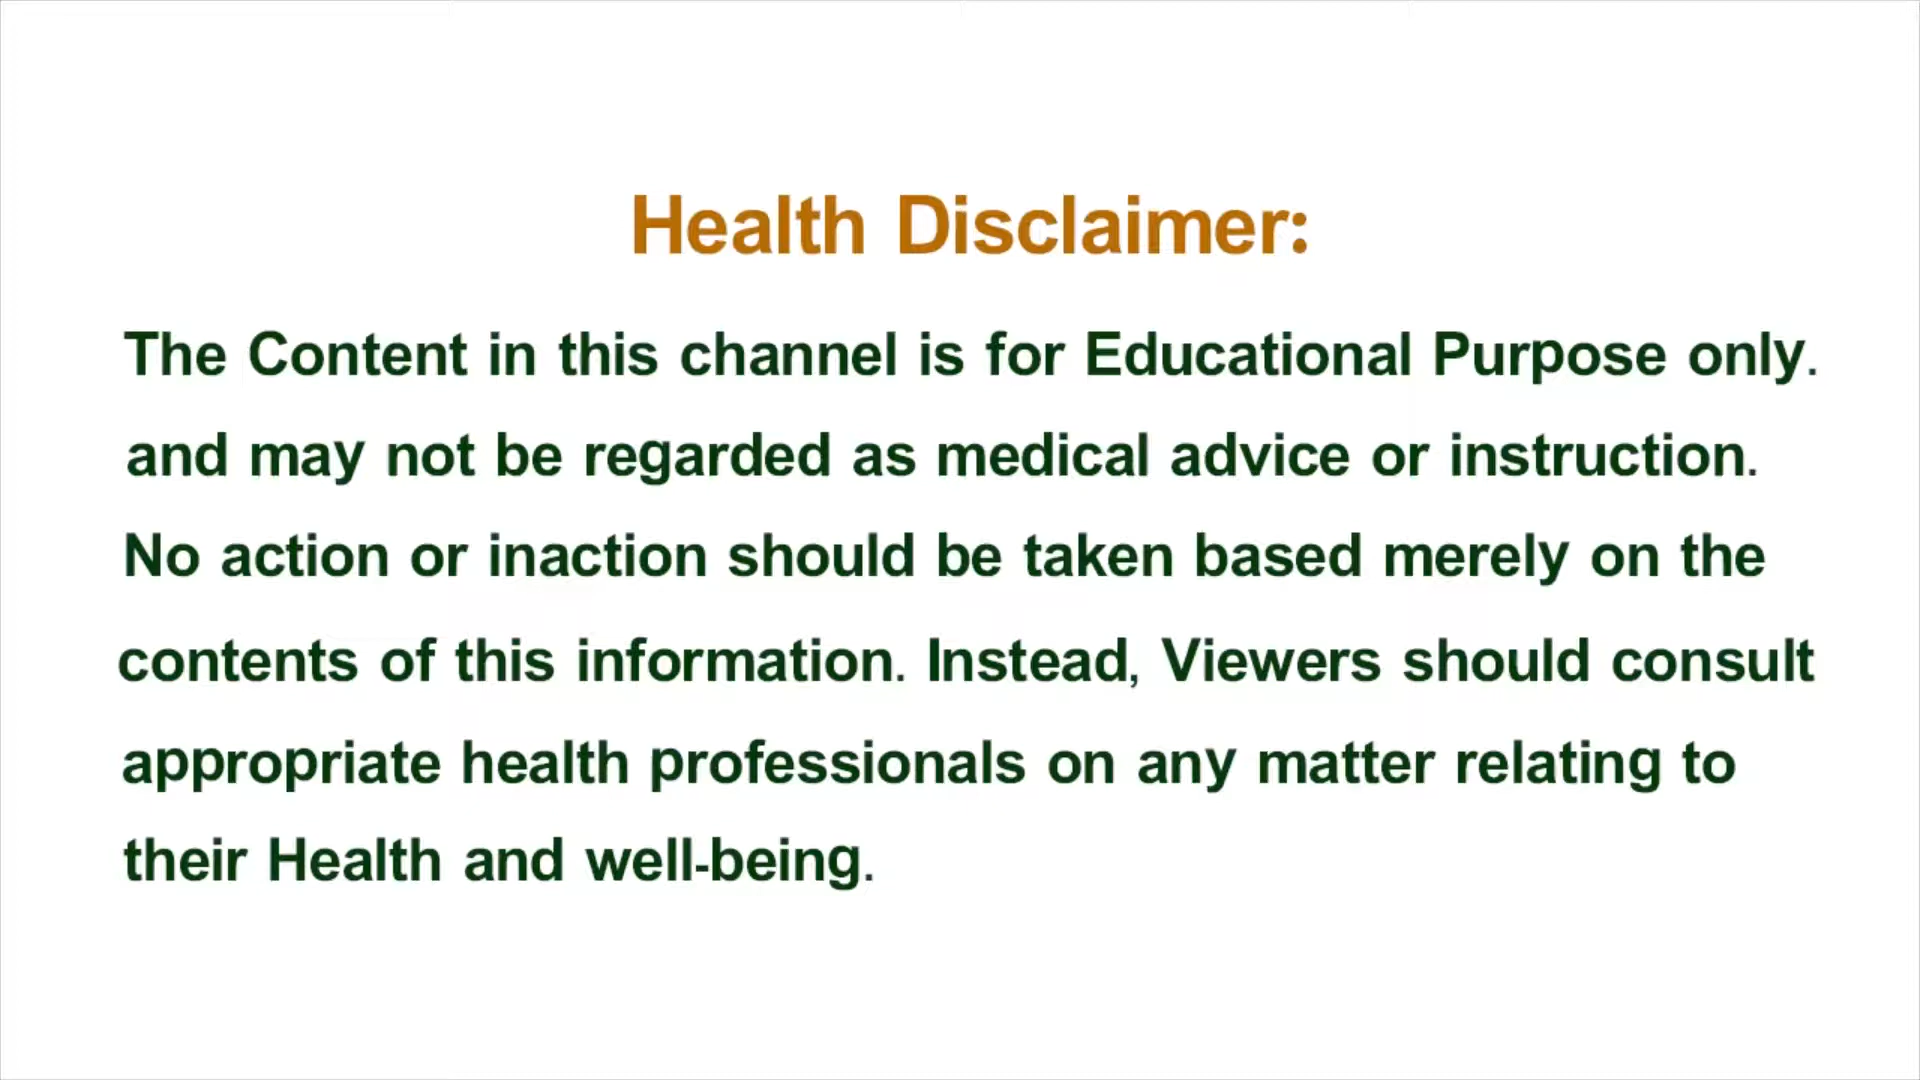 Health Disclaimer:
The Content in this channel is for Educational Purpose only.
and may not be regarded as medical advice or instruction.
No action or inaction should be taken based merely on the
contents of this information. Instead, Viewers should consult
appropriate health professionals on any matter relating to
their Health and well-being.